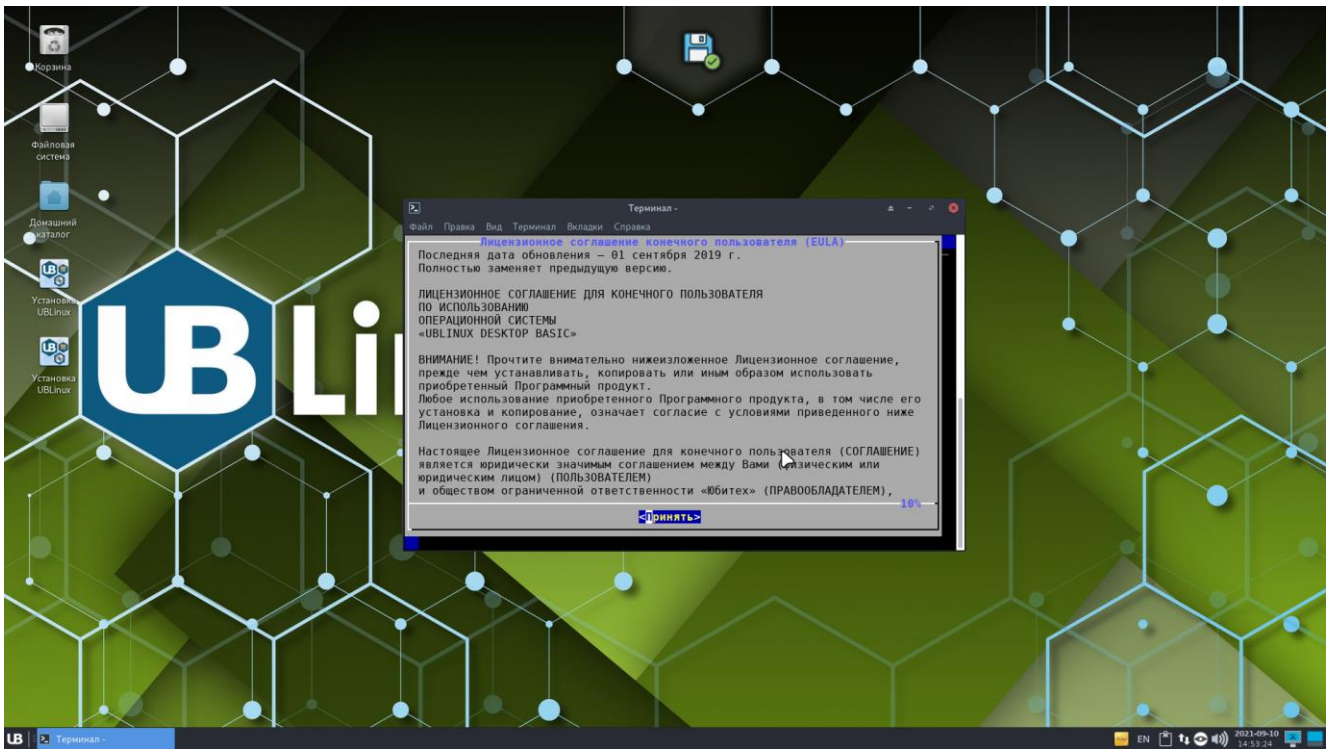 Корзина
Файловая
система
Домашний
каталог
Установка
UBLinux
Установка
UBLinux
UBLi
Терминал -
Файл Правка Вид Терминал Вкладки Справка
Лицензионное соглашение конечного пользователя (EULA)
Последняя дата обновления — 01 сентября 2019 г.
Полностью заменяет предыдущую версию.
ЛИЦЕНЗИОННОЕ СОГЛАШЕНИЕ ДЛЯ КОНЕЧНОГО ПОЛЬЗОВАТЕЛЯ
ПО ИСПОЛЬЗОВАНИЮ
ОПЕРАЦИОННОЙ СИСТЕМЫ
«UBLINUX DESKTOP BASIC»
ВНИМАНИЕ! Прочтите внимательно нижеизложенное Лицензионное соглашение,
прежде чем устанавливать, копировать или иным образом использовать
приобретенный Программный продукт.
Любое использование приобретенного Программного продукта, в том числе его
установка и копирование, означает согласие с условиями приведенного ниже
Лицензионного соглашения.
Настоящее Лицензионное соглашение для конечного пользователя (СОГЛАШЕНИЕ)
является юридически значимым соглашением между Вами (физическим или
юридическим лицом) (ПОЛЬЗОВАТЕЛЕМ)
и обществом ограниченной ответственности «Юбитех» (ПРАВООБЛАДАТЕЛЕМ),
10%
<Принять>
UB Терминал -
EN
2021-09-10
14:53:24